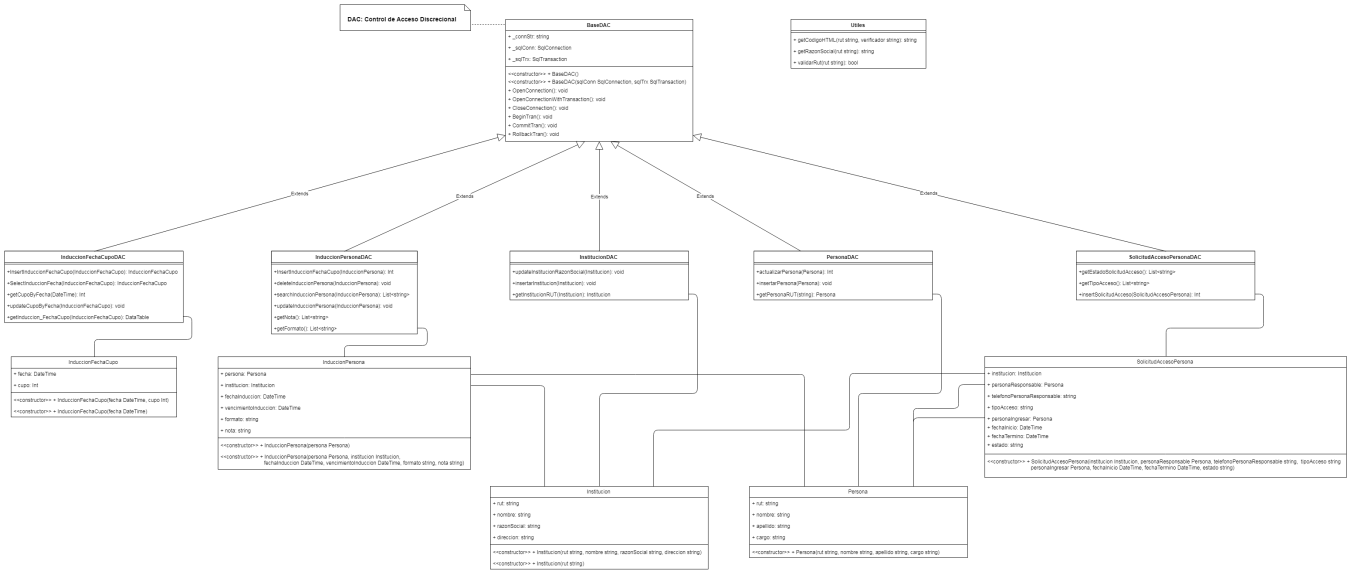 DAC: Control de Acceso Discrecional
BaseDAC
+ _connStr: string
+ _sqlConn: SqlConnection
+ _sqlTrx: SqlTransaction
<<constructor>> + BaseDAC()
<<constructor>> + BaseDAC(sqlConn SqlConnection, sqlTrx SqlTransaction)
+ OpenConnection(): void
+ OpenConnectionWithTransaction(): void
+ CloseConnection(): void
+ BeginTran(): void
+ CommitTran(): void
+ RollbackTran(): void
Utiles
+ getCodigoHTML(rut string, verificador string): string
+ getRazonSocial(rut string): string
+ validarRut(rut string): bool
Extends
Extends
Extends
Extends
Extends
InduccionFechaCupoDAC
+InsertInduccionFechaCupo(InduccionFechaCupo): InduccionFechaCupo
+SelectInduccionFecha(InduccionFechaCupo): InduccionFechaCupo
+getCupoByFecha(DateTime): Int
+updateCupoByFecha(InduccionFechaCupo): void
+getInduccion_FechaCupo(InduccionFechaCupo): DataTable
InduccionPersonaDAC
+InsertInduccionFechaCupo(InduccionPersona): Int
+deleteInduccionPersona(InduccionPersona): void
+searchInduccionPersona(InduccionPersona): List<string>
+updateInduccionPersona(InduccionPersona): void
+getNota(): List<string>
+getFormato(): List<string>
InstitucionDAC
+updateInstitucionRazonSocial(Institucion): void
+insertarInstitucion(Institucion): void
+getInstitucionRUT(Institucion): Institucion
PersonaDAC
+actualizarPersona(Persona): Int
+insertarPersona(Persona): void
+getPersonaRUT(string): Persona
SolicitudAccesoPersonaDAC
+getEstadoSolicitudAcceso(): List<string>
+getTipoAcceso(): List<string>
+insertSolicitudAcceso(SolicitudAccesoPersona): Int
InduccionFechaCupo
+ fecha: DateTime
+ cupo: Int
<<constructor>> + InduccionFechaCupo(fecha DateTime, cupo Int)
<<constructor>> + InduccionFechaCupo(fecha DateTime)
InduccionPersona
+ persona: Persona
+ institucion: Institucion
+ fechaInduccion: DateTime
+ vencimientoInduccion: DateTime
+ formato: string
+ nota: string
<<constructor>> + InduccionPersona(persona Persona)
<<constructor>> + InduccionPersona(persona Persona, institucion Institucion,
fechaInduccion DateTime, vencimientoInduccion DateTime, formato string, nota string)
SolicitudAccesoPersona
+ institucion: Institucion
+ personaResponsable: Persona
+ telefonoPersonaResponsable: string
+ tipoAcceso: string
+ personaIngresar: Persona
+ fechaInicio: DateTime
+ fechaTermino: DateTime
+ estado: string
<<constructor>> + SolicitudAccesoPersona(institucion Institucion, personaResponsable Persona, telefonoPersonaResponsable string, tipoAcceso string
personaIngresar Persona, fechaInicio DateTime, fechaTermino DateTime, estado string)
Institucion
+ rut: string
+ nombre: string
+ razonSocial: string
+ direccion: string
<<constructor>> + Institucion(rut string, nombre string, razonSocial string, direccion string)
<<constructor>> + Institucion(rut string)
Persona
+ rut: string
+ nombre: string
+ apellido: string
+ cargo: string
<<constructor>> + Persona(rut string, nombre string, apellido string, cargo string)